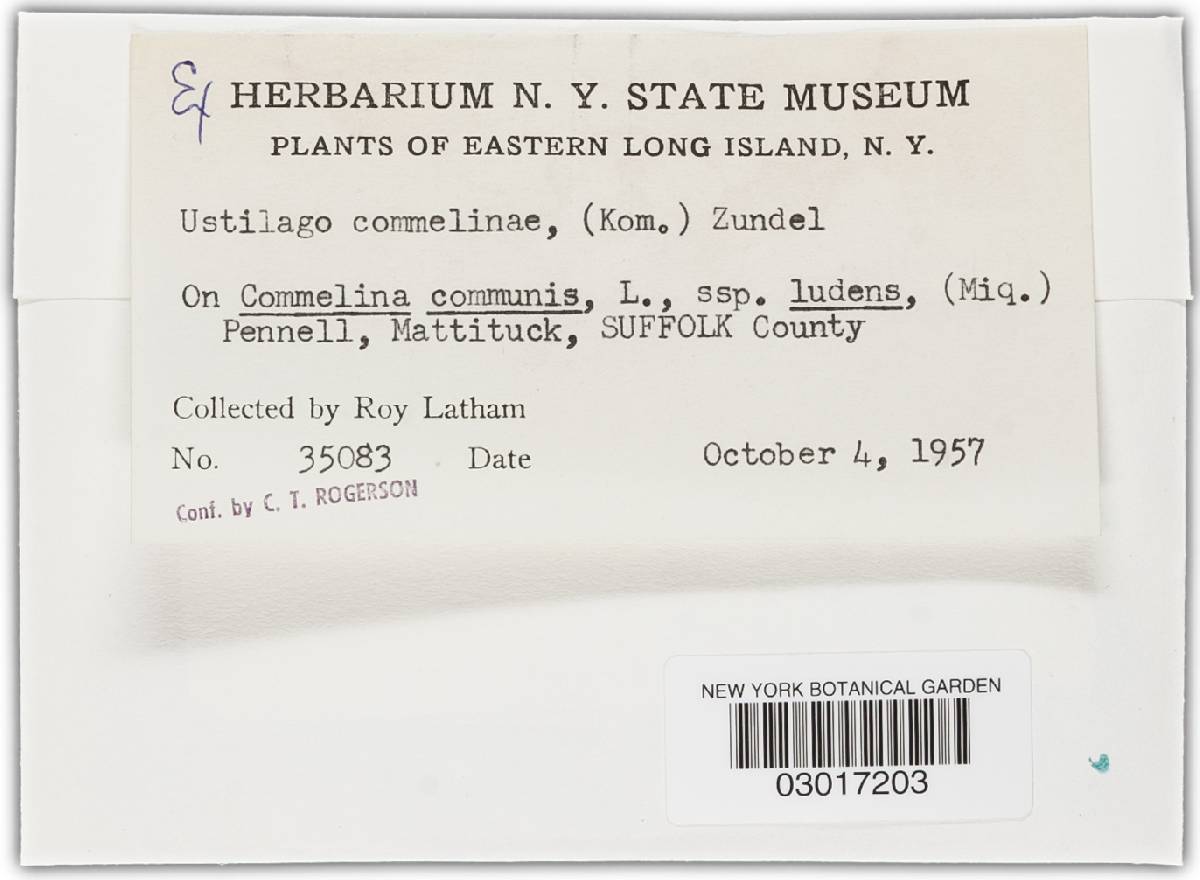 Ex HERBARIUM N. Y. STATE MUSEUM
PLANTS OF EASTERN LONG ISLAND, N. Y.
Ustilago commelinae, (Kom.) Zundel
On Commelina communis, L., ssp. ludens, (Miq.)
Pennell, Mattituck, SUFFOLK County
Collected by Roy Latham
No. 35083 Date October 4, 1957
Conf. by C. T. ROGERSON
NEW YORK BOTANICAL GARDEN
03017203